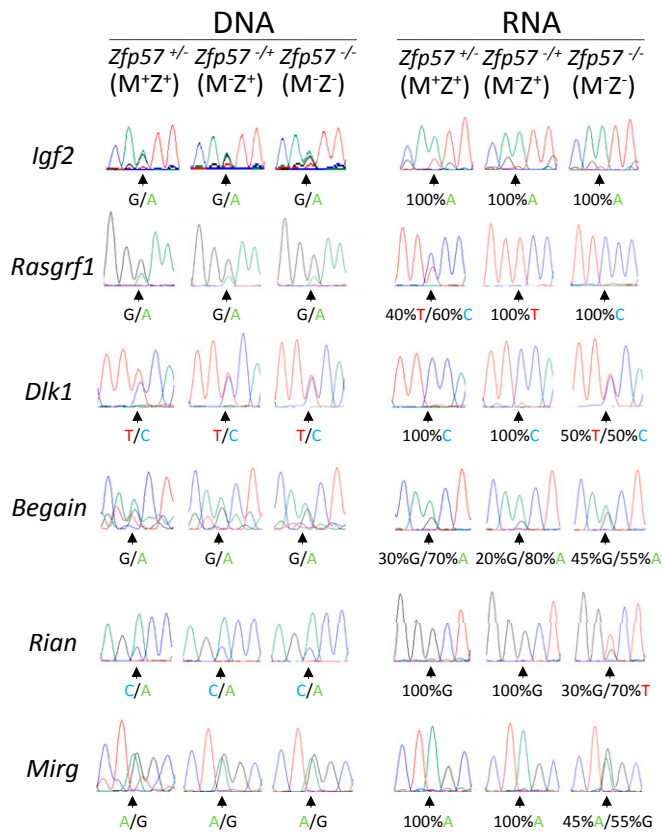 DNA RNA
Zfp57 +/- Zfp57 -/+ Zfp57 -/- Zfp57 +/- Zfp57 -/+ Zfp57 -/-
(M+Z+) (M-Z+) (M-Z-) (M+Z+) (M-Z+) (M-Z-)
Igf2
G/A G/A G/A 100%A 100%A 100%A
Rasgrf1
G/A G/A G/A 40%T/60%C 100%T 100%C
Dlk1
T/C T/C T/C 100%C 100%C 50%T/50%C
Begain
G/A G/A G/A 30%G/70%A 20%G/80%A 45%G/55%A
Rian
C/A C/A C/A 100%G 100%G 30%G/70%T
Mirg
A/G A/G A/G 100%A 100%A 45%A/55%G